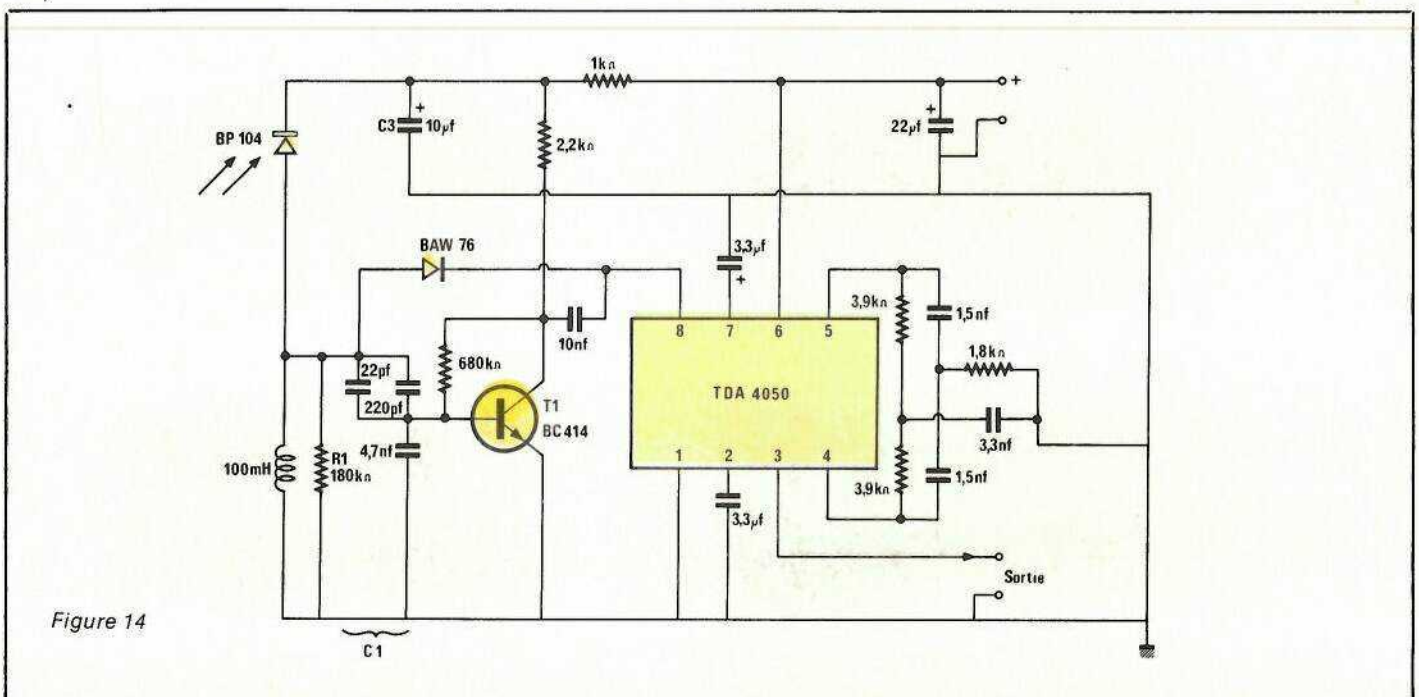 1kΩ
+
C3
+
10µf
2,2kΩ
22µf
+
BP 104
BAW 76
3,3µf
+
10nf
8
7
6
5
3,9kΩ
1,5nf
1,8kΩ
22pf
220pf
680kΩ
TDA 4050
T1
BC 414
3,3nf
4,7nf
100mH
R1
180kΩ
1
2
3
4
3,9kΩ
1,5nf
3,3µf
Sortie
Figure 14
C1